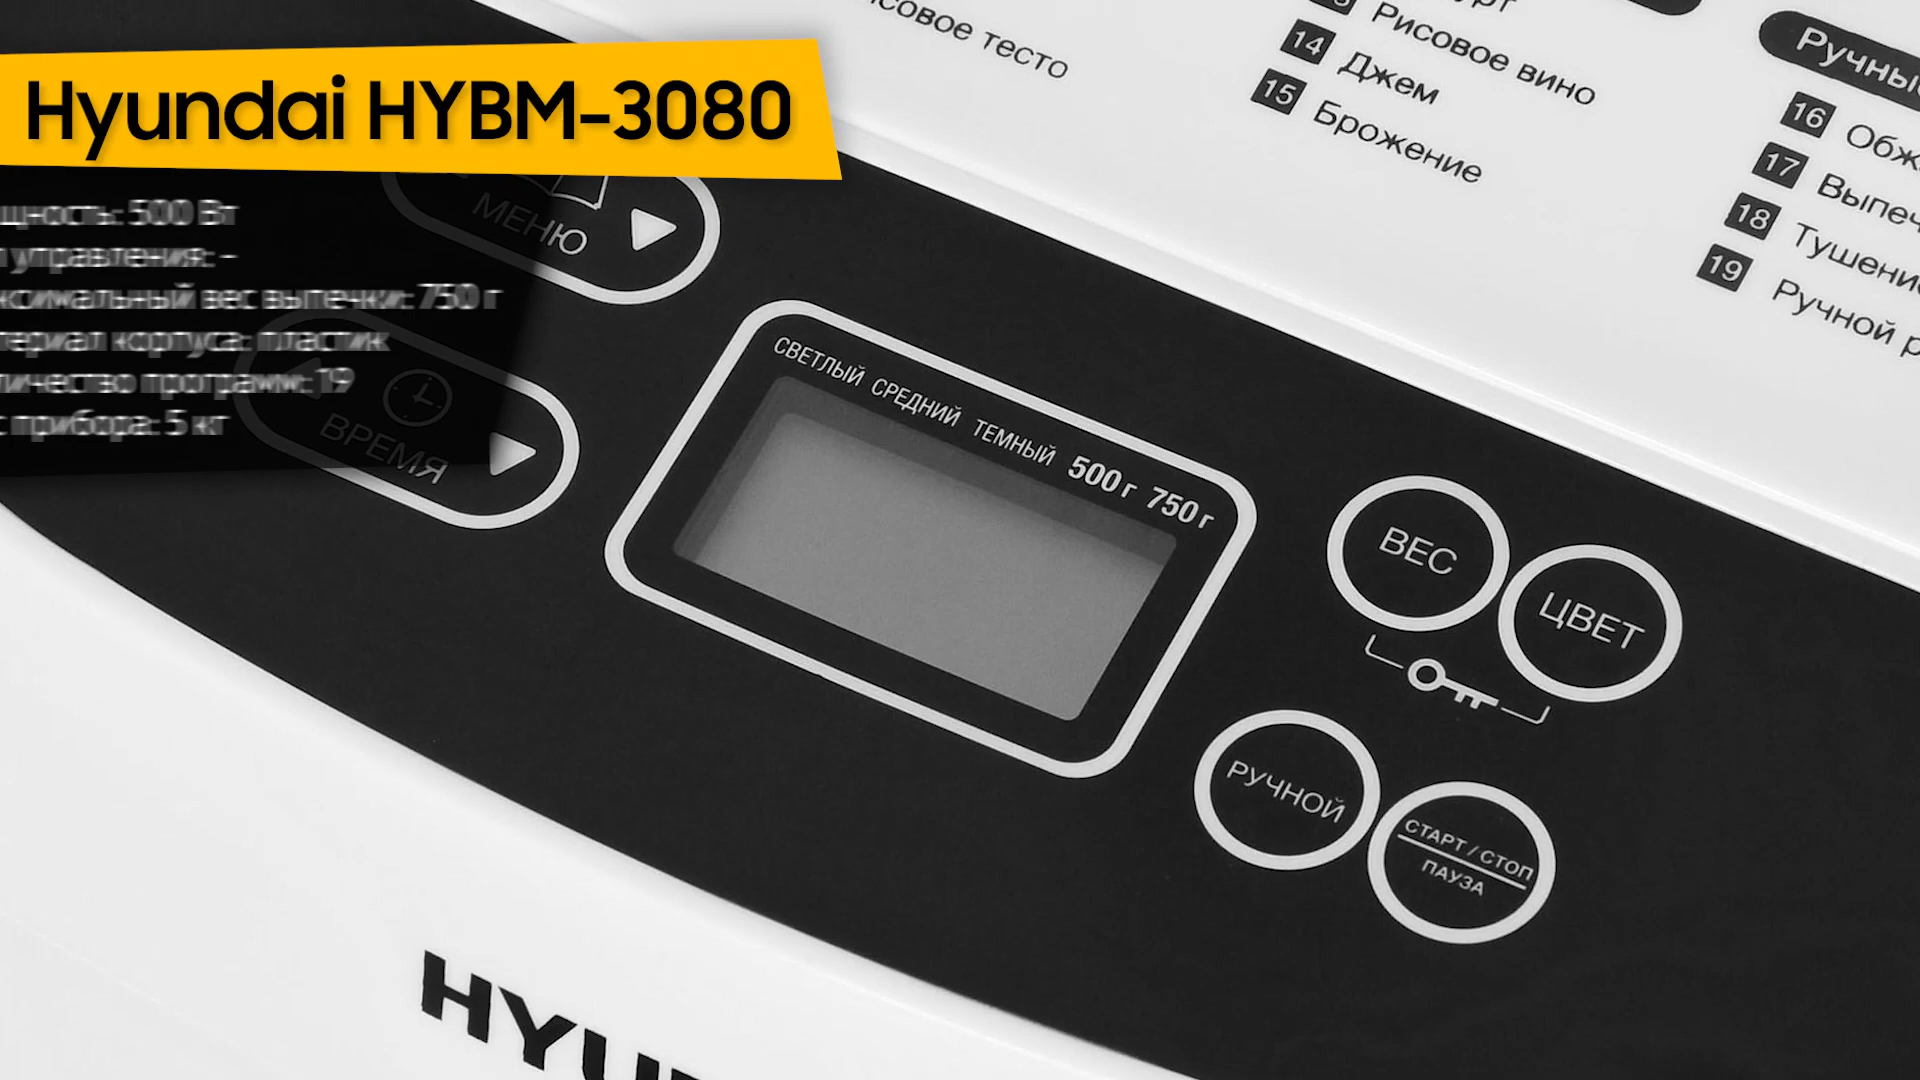 Hyundai HYBM-3080
щность: 500 Вт
управления: -
ксимальный вес выпечки: 750 г
териал корпуса: пластик
личество программ: 19
с прибора: 5 кг
совое тесто
Рисовое вино
14 Джем
15 Брожение
Ручны
16 Обж
17 Выпеч
18 Тушени
19 Ручной р
МЕНЮ
ВРЕМЯ
СВЕТЛЫЙ СРЕДНИЙ ТЕМНЫЙ 500 г 750 г
ВЕС
ЦВЕТ
РУЧНОЙ
СТАРТ / СТОП
ПАУЗА
HYU